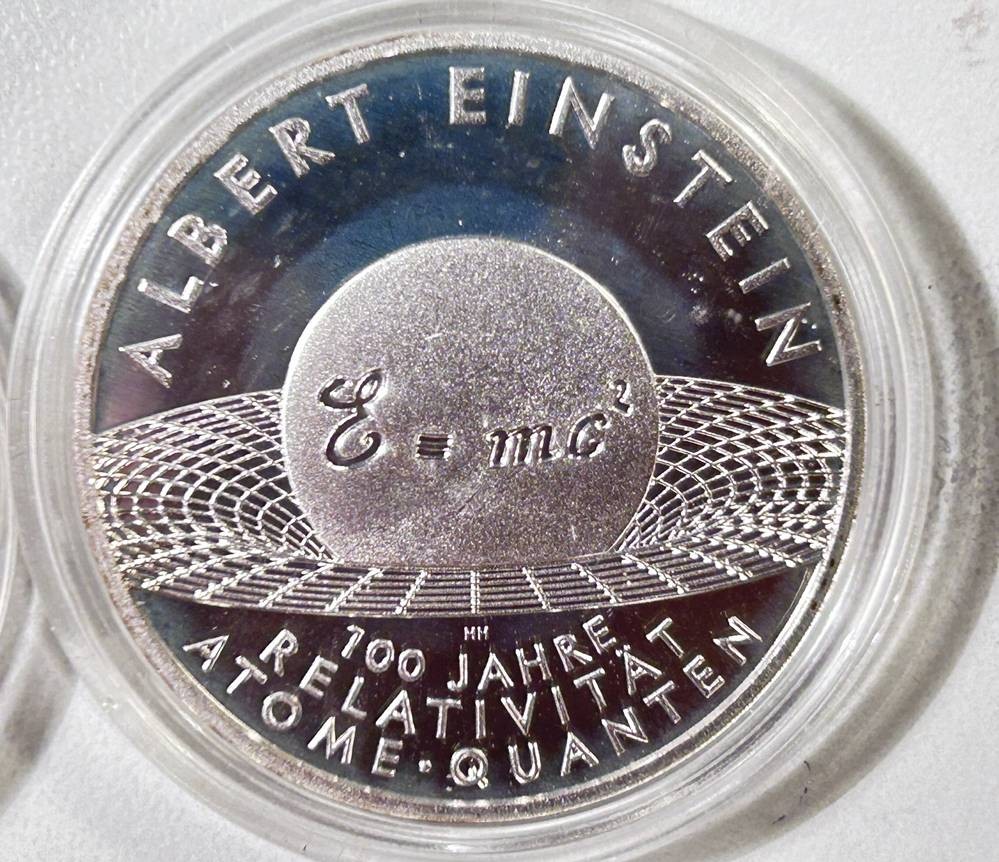 ALBERT EINSTEIN
E = mc²
HH
100 JAHRE
RELATIVITÄT
ATOME · QUANTEN